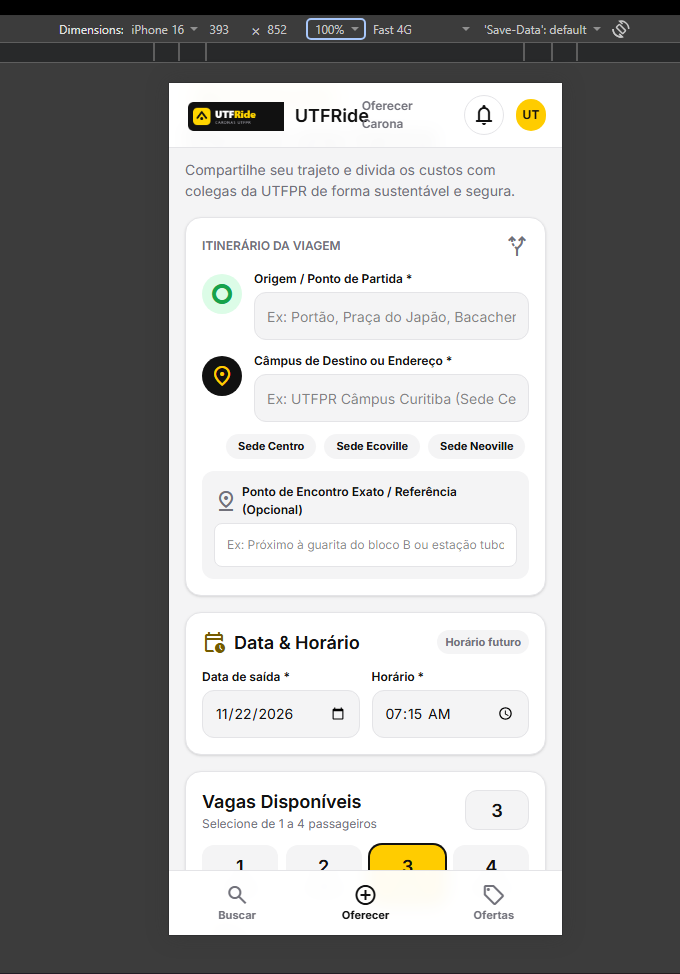 Dimensions: iPhone 16 393 × 852 100% Fast 4G 'Save-Data': default
UTFRide
CARONAS UTFPR
UTFRide
Oferecer
Carona
UT
Compartilhe seu trajeto e divida os custos com
colegas da UTFPR de forma sustentável e segura.
ITINERÁRIO DA VIAGEM
Origem / Ponto de Partida *
Ex: Portão, Praça do Japão, Bacacher
Câmpus de Destino ou Endereço *
Ex: UTFPR Câmpus Curitiba (Sede Ce
Sede Centro Sede Ecoville Sede Neoville
Ponto de Encontro Exato / Referência
(Opcional)
Ex: Próximo à guarita do bloco B ou estação tubo
Data & Horário Horário futuro
Data de saída * Horário *
11/22/2026 07:15 AM
Vagas Disponíveis
Selecione de 1 a 4 passageiros
3
1 2 3 4
Buscar Oferecer Ofertas